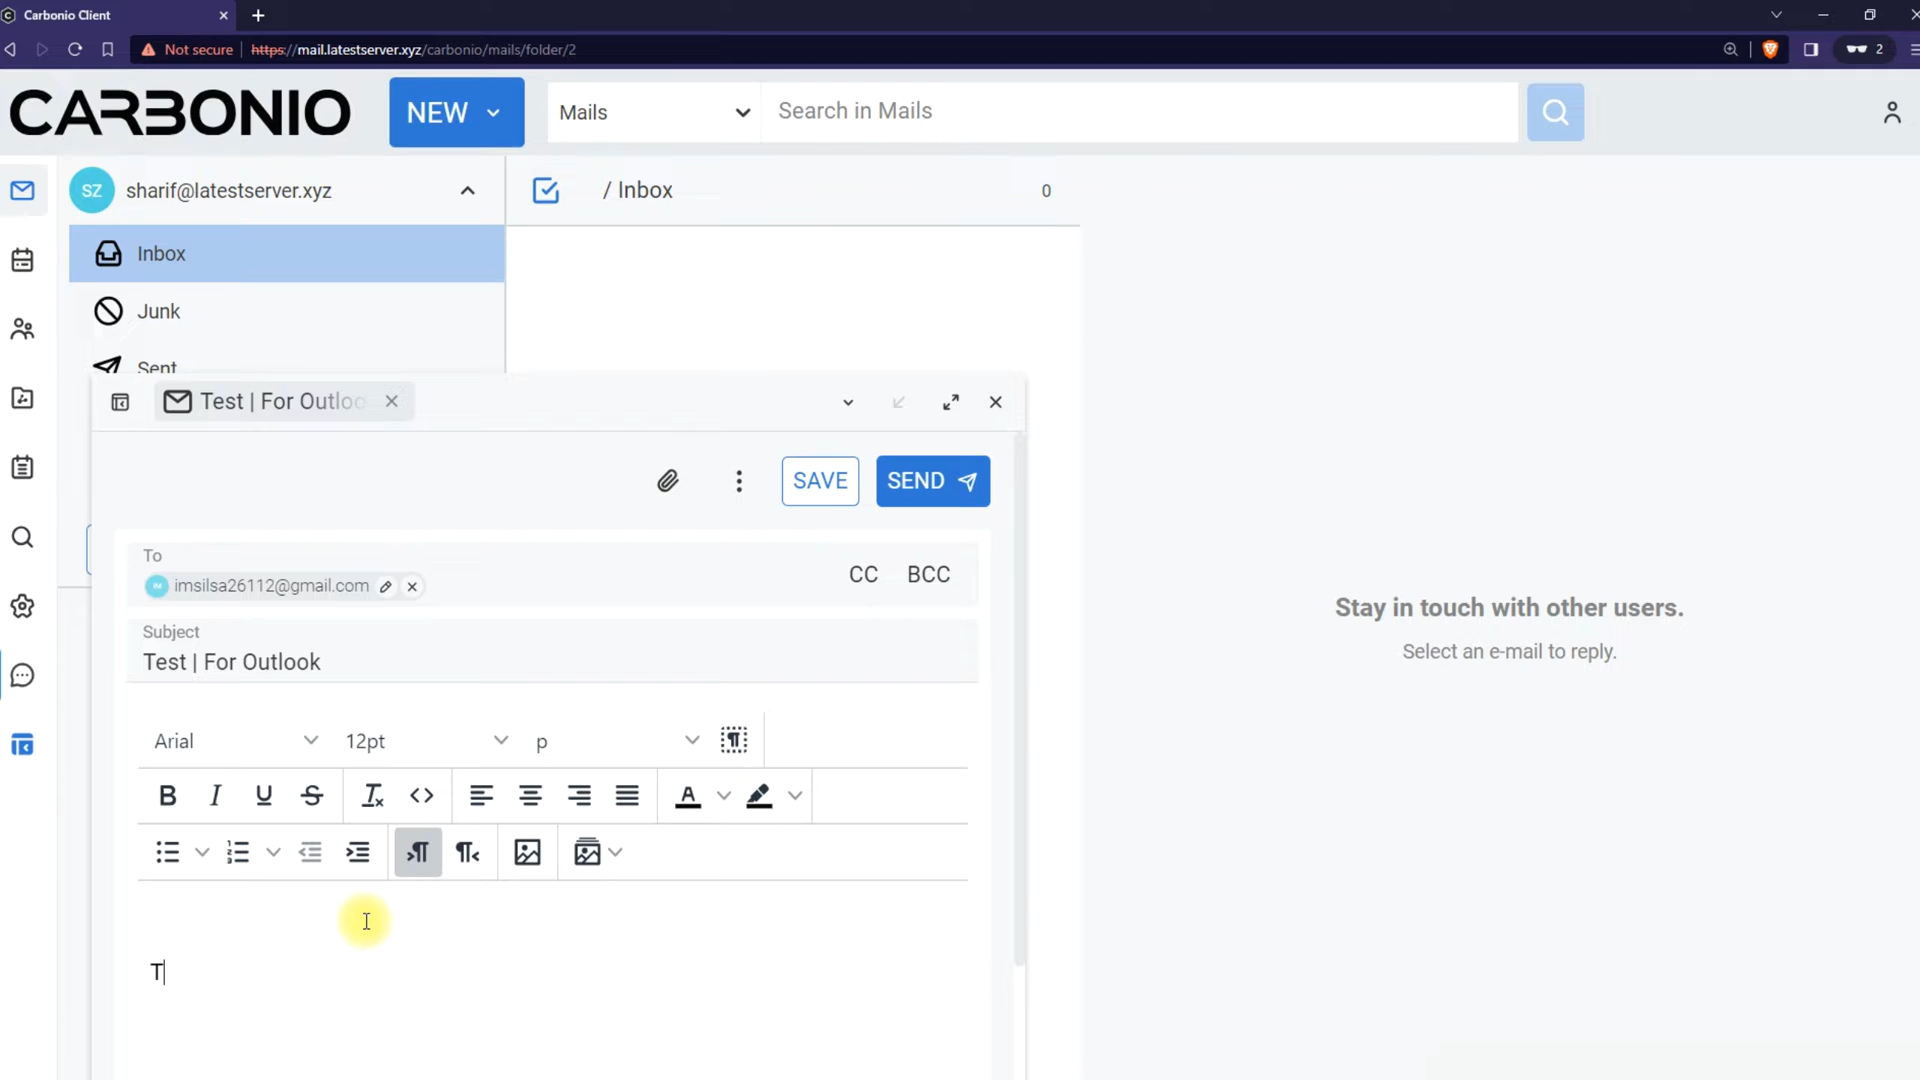 Carbonio Client
Not secure https://mail.latestserver.xyz/carbonio/mails/folder/2
2
CARBONIO
NEW
Mails
Search in Mails
SZ sharif@latestserver.xyz
/ Inbox
0
Inbox
Junk
Sent
Test | For Outloo
SAVE
SEND
To
imsilsa26112@gmail.com
CC
BCC
Subject
Test | For Outlook
Stay in touch with other users.
Select an e-mail to reply.
Arial
12pt
p
T